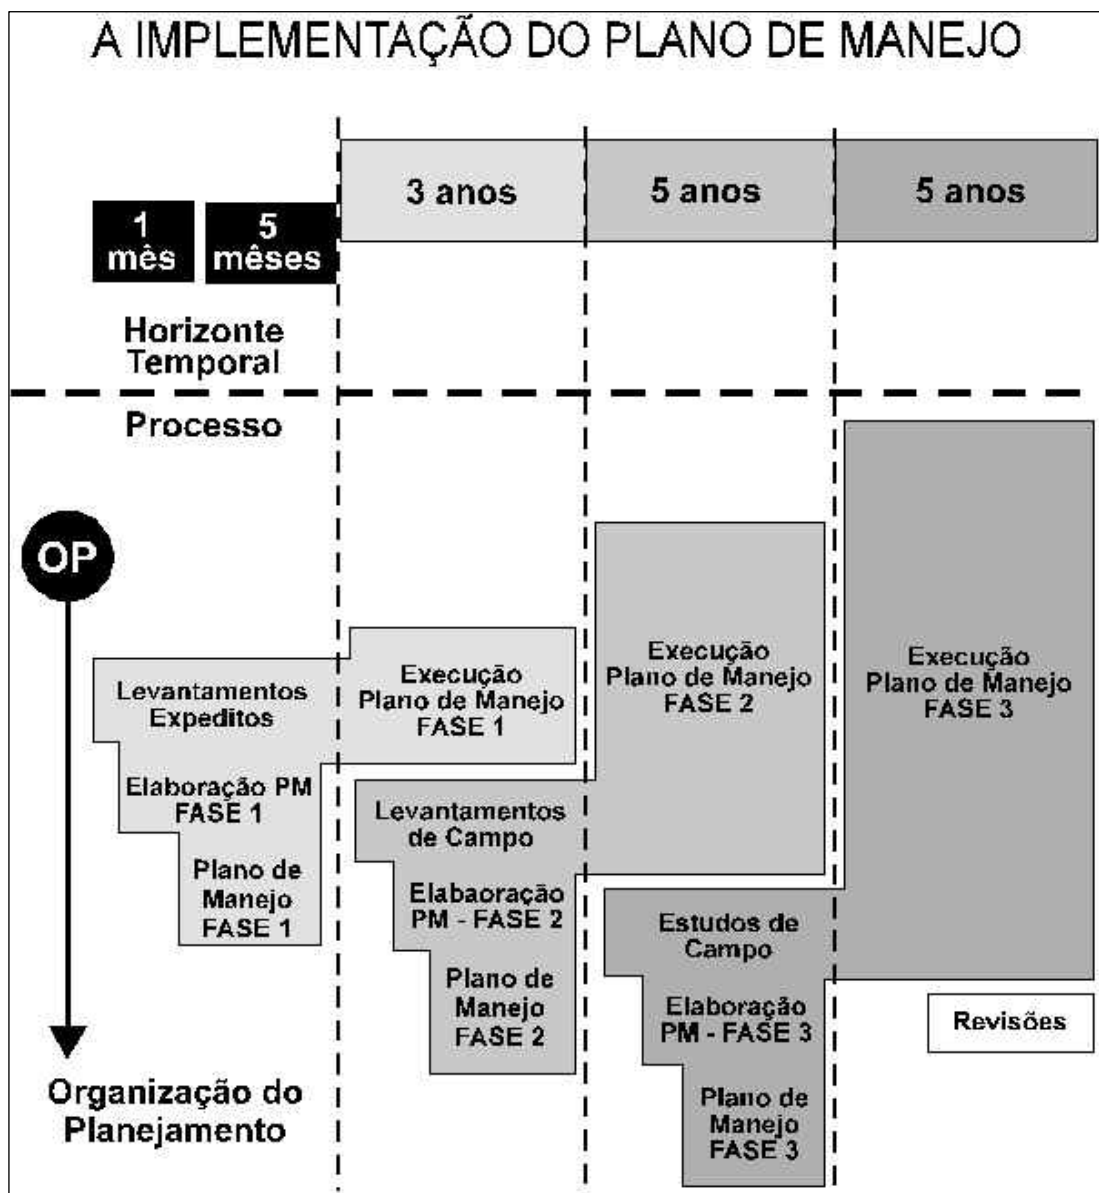 A IMPLEMENTAÇÃO DO PLANO DE MANEJO
3 anos
5 anos
5 anos
1
mês
5
mêses
Horizonte
Temporal
Processo
OP
Levantamentos
Expeditos
Elaboração PM
FASE 1
Plano de
Manejo
FASE 1
Execução
Plano de Manejo
FASE 1
Levantamentos
de Campo
Elabaoração
PM - FASE 2
Plano de
Manejo
FASE 2
Execução
Plano de Manejo
FASE 2
Estudos de
Campo
Elaboração
PM - FASE 3
Plano de
Manejo
FASE 3
Execução
Plano de Manejo
FASE 3
Revisões
Organização do
Planejamento